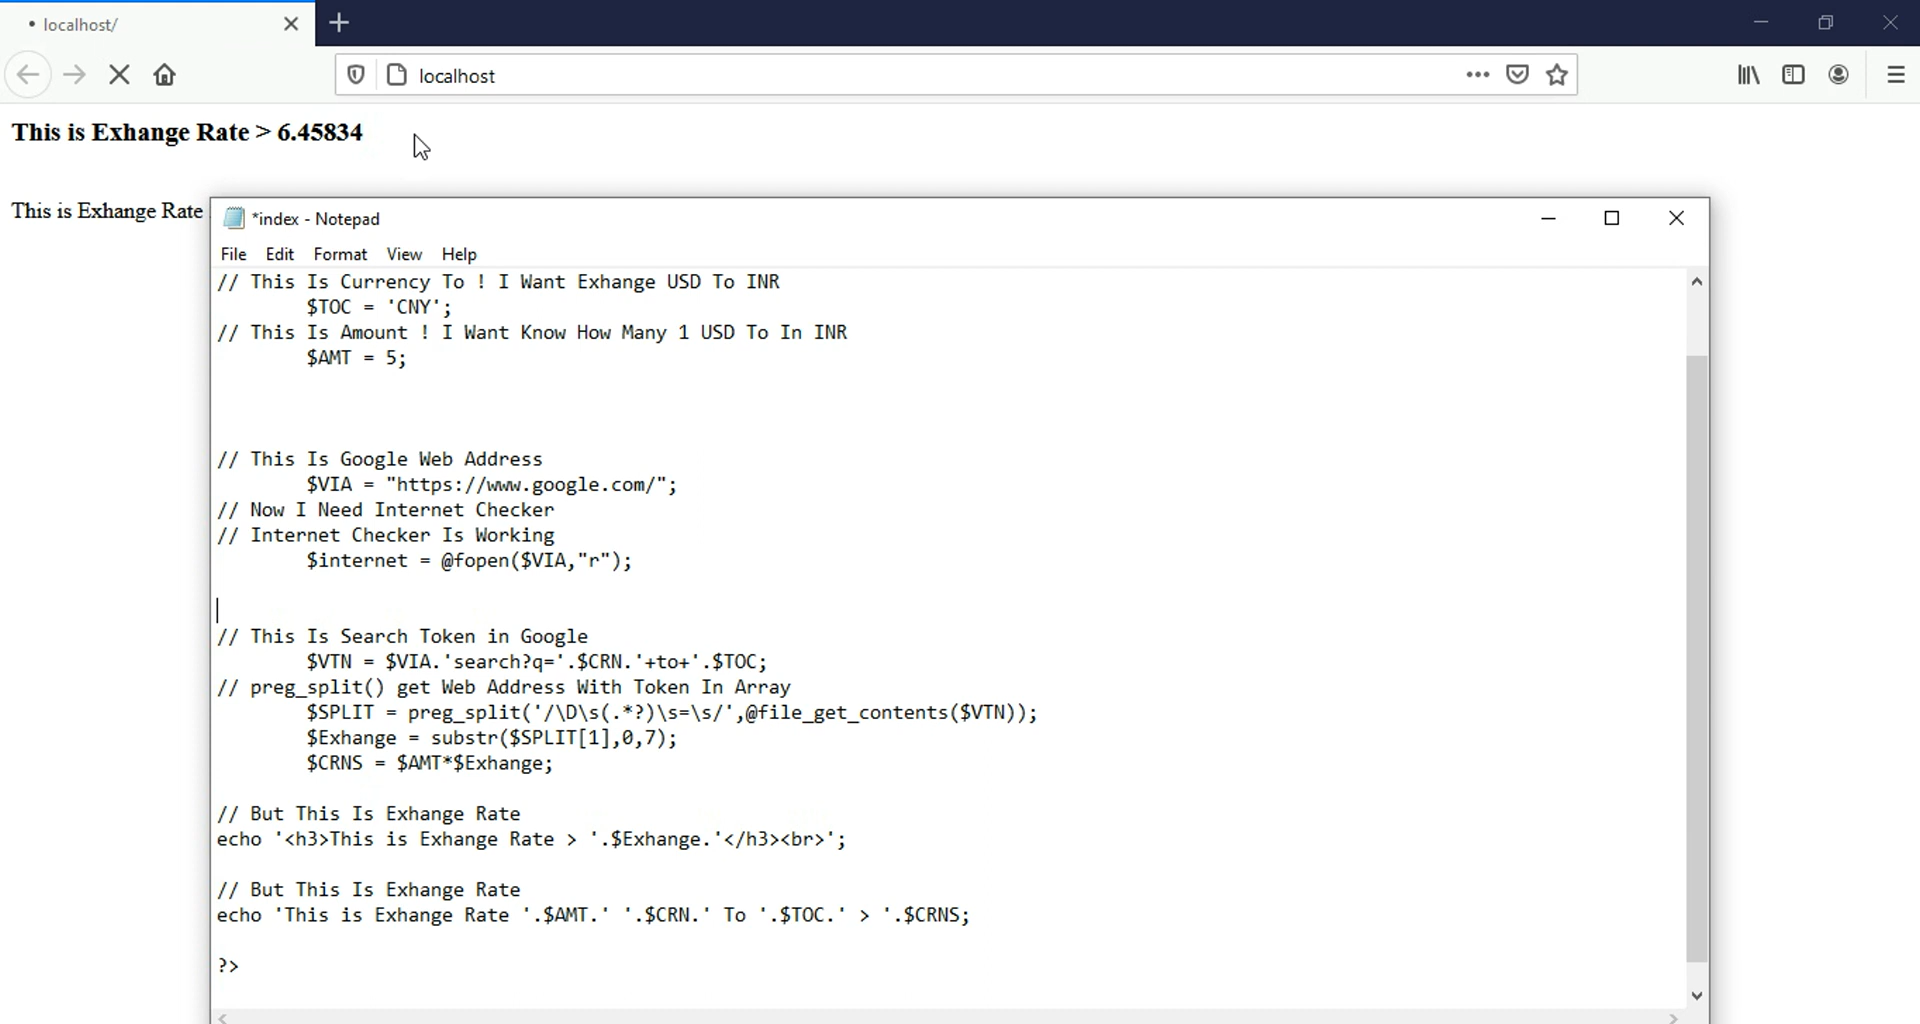 • localhost/
localhost
This is Exhange Rate > 6.45834
This is Exhange Rate
*index - Notepad
File Edit Format View Help
// This Is Currency To ! I Want Exhange USD To INR
$TOC = 'CNY';
// This Is Amount ! I Want Know How Many 1 USD To In INR
$AMT = 5;
// This Is Google Web Address
$VIA = "https://www.google.com/";
// Now I Need Internet Checker
// Internet Checker Is Working
$internet = @fopen($VIA,"r");
// This Is Search Token in Google
$VTN = $VIA.'search?q='.$CRN.'+to+'.$TOC;
// preg_split() get Web Address With Token In Array
$SPLIT = preg_split('/\D\s(.*?)\s=\s/',@file_get_contents($VTN));
$Exhange = substr($SPLIT[1],0,7);
$CRNS = $AMT*$Exhange;
// But This Is Exhange Rate
echo '<h3>This is Exhange Rate > '.$Exhange.'</h3><br>';
// But This Is Exhange Rate
echo 'This is Exhange Rate '.$AMT.' '.$CRN.' To '.$TOC.' > '.$CRNS;
?>